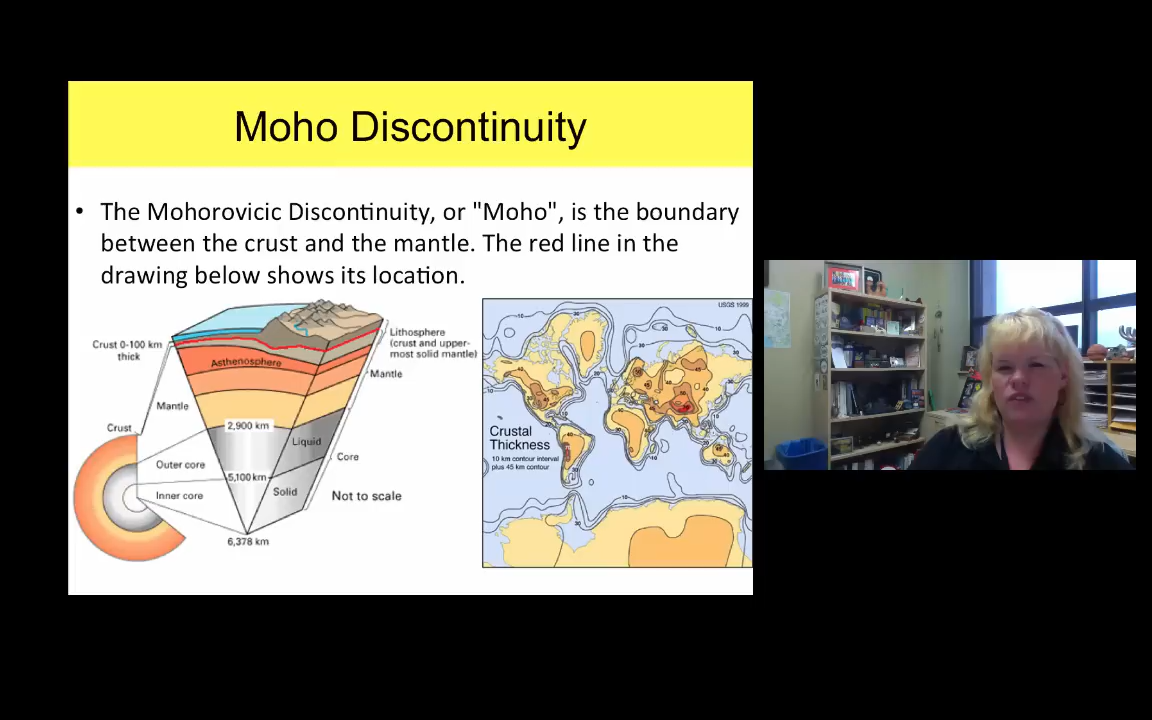 Moho Discontinuity
• The Mohorovicic Discontinuity, or "Moho", is the boundary
between the crust and the mantle. The red line in the
drawing below shows its location.
Crust 0-100 km
thick
Asthenosphere
Lithosphere
(crust and upper-
most solid mantle)
Mantle
Mantle
2,900 km
Crust
Liquid
Outer core
Core
5,100 km
Inner core
Solid
Not to scale
6,378 km
USGS 1999
Crustal
Thickness
10 km contour interval
plus 45 km contour